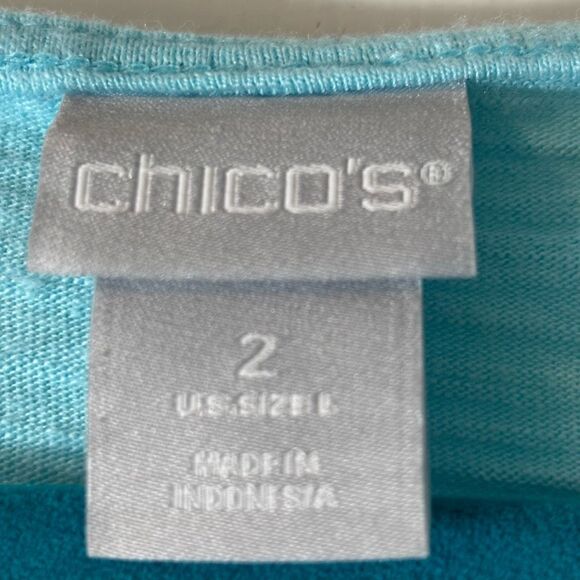 chico's®
2
U.S. SIZE L
MADE IN
INDONESIA